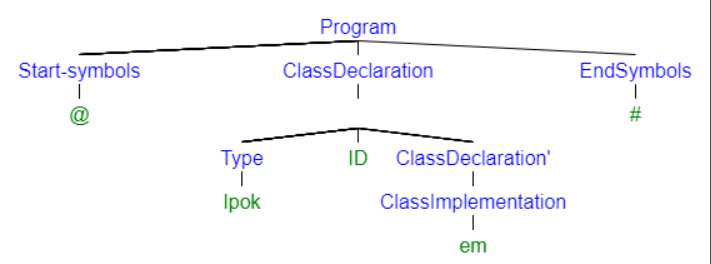 Program
Start-symbols ClassDeclaration EndSymbols
@ #
Type ID ClassDeclaration'
Ipok ClassImplementation
em